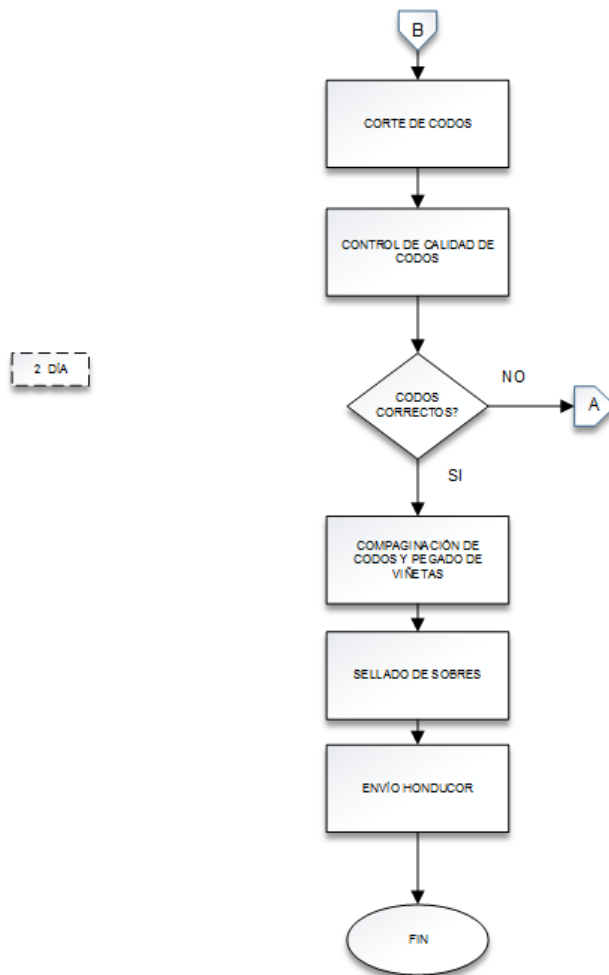 B
CORTE DE CODOS
CONTROL DE CALIDAD DE
CODOS
2 DÍA
CODOS
CORRECTOS?
NO
A
SI
COMPAGINACIÓN DE
CODOS Y PEGADO DE
VIÑETAS
SELLADO DE SOBRES
ENVÍO HONDUCOR
FIN